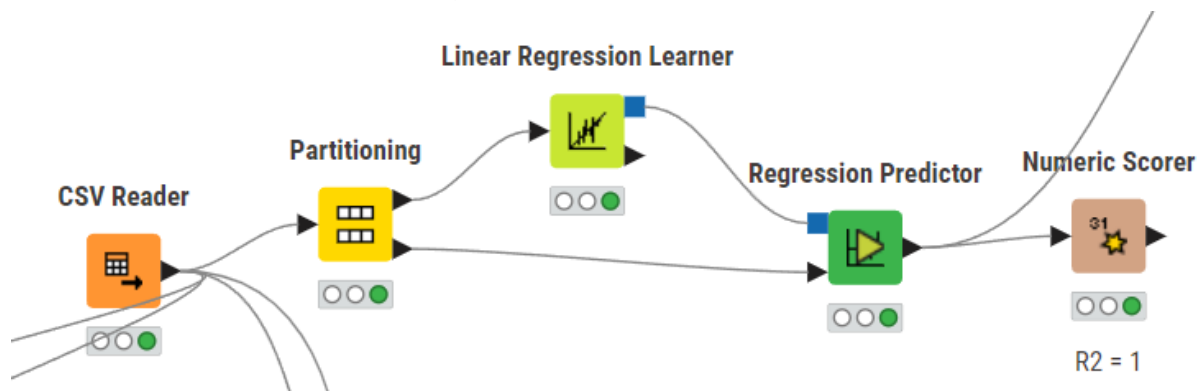 Linear Regression Learner
Partitioning
Regression Predictor
Numeric Scorer
CSV Reader
31
R2 = 1